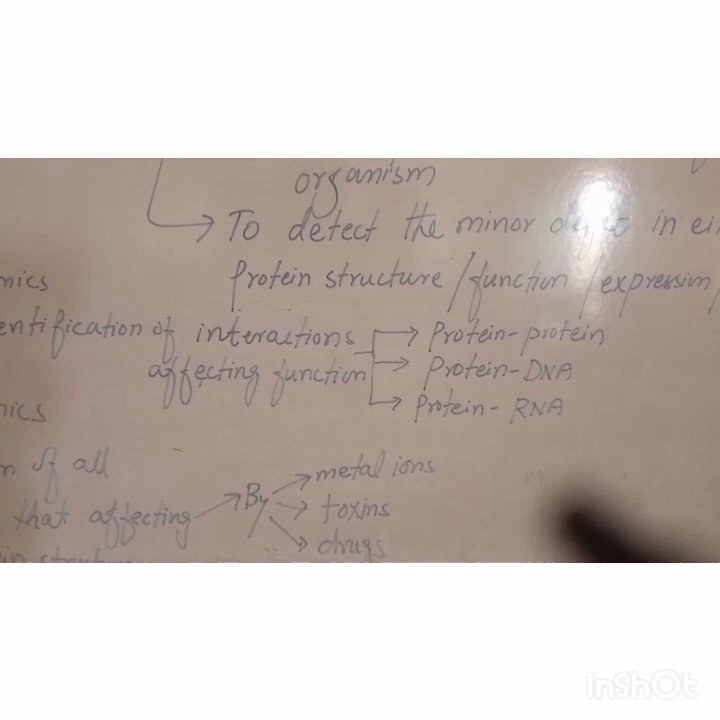 organism
→ To detect the minor in
mics
Protein structure / function / expression /
entification of interactions → Protein-protein
affecting function → Protein-DNA
nics → Protein-RNA
n of all
→ metal ions
that affecting → By → toxins
→ drugs
InShOt